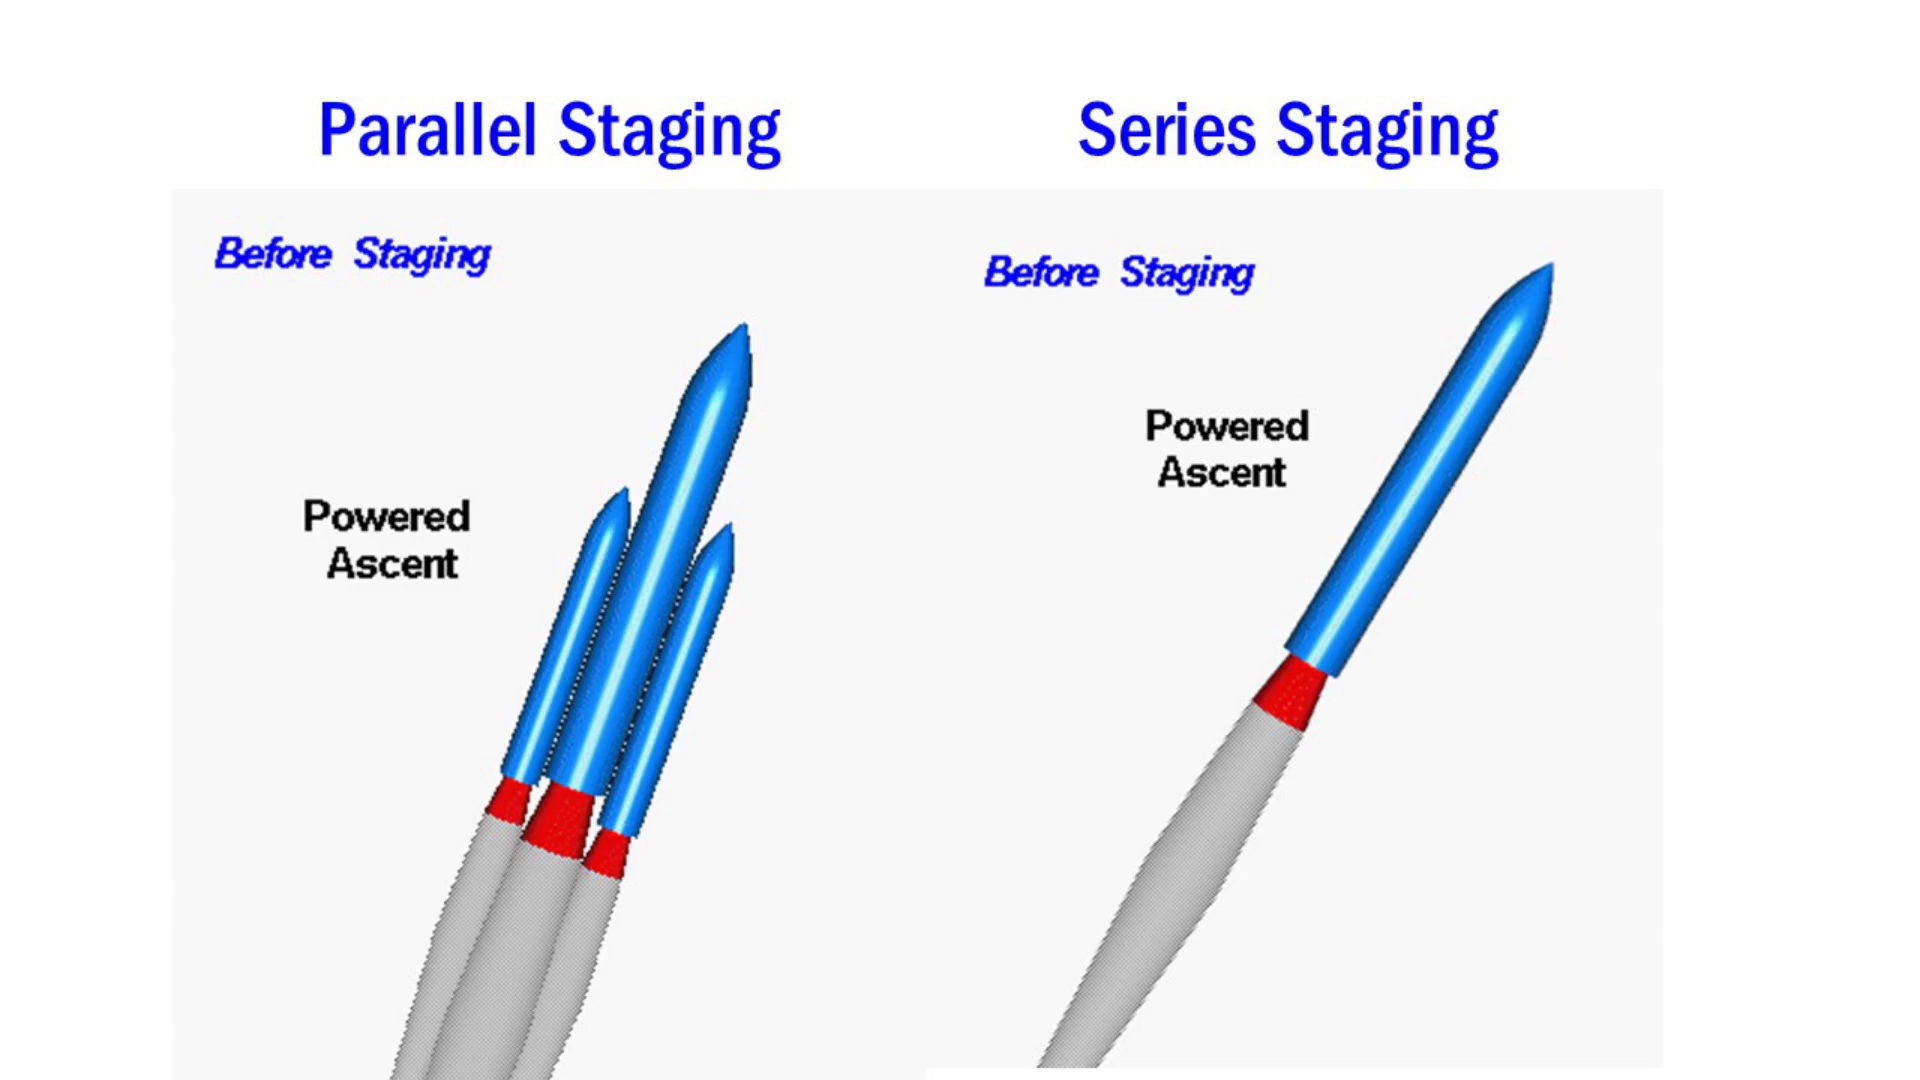 Parallel Staging
Series Staging
Before Staging
Before Staging
Powered
Ascent
Powered
Ascent